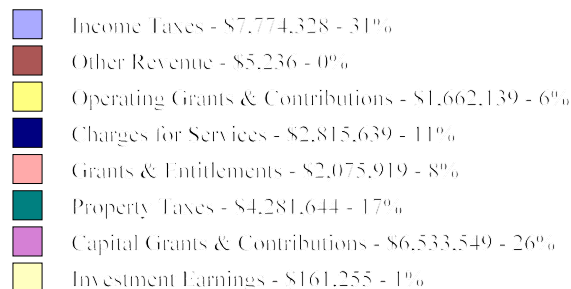 Income Taxes - $7,774,328 - 31%
Other Revenue - $5,236 - 0%
Operating Grants & Contributions - $1,662,139 - 6%
Charges for Services - $2,815,639 - 11%
Grants & Entitlements - $2,075,919 - 8%
Property Taxes - $4,281,644 - 17%
Capital Grants & Contributions - $6,533,549 - 26%
Investment Earnings - $161,255 - 1%